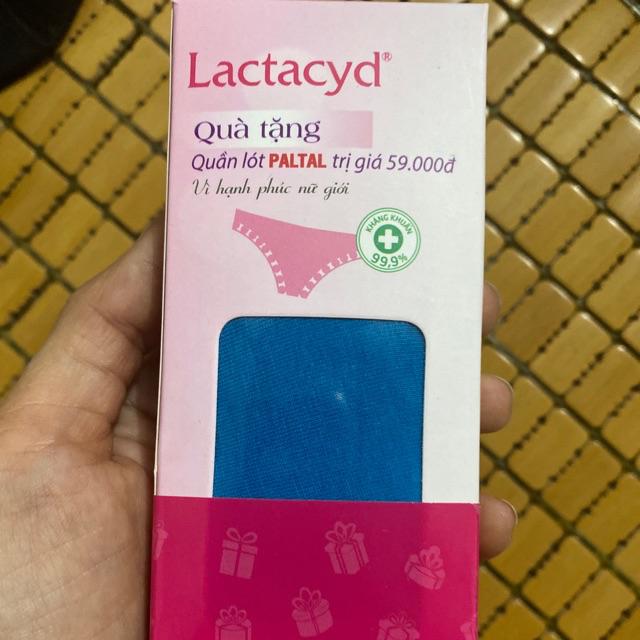 Lactacyd®
Quà tặng
Quần lót PALTAL trị giá 59.000đ
Vì hạnh phúc nữ giới
KHÁNG KHUẨN
99,9%